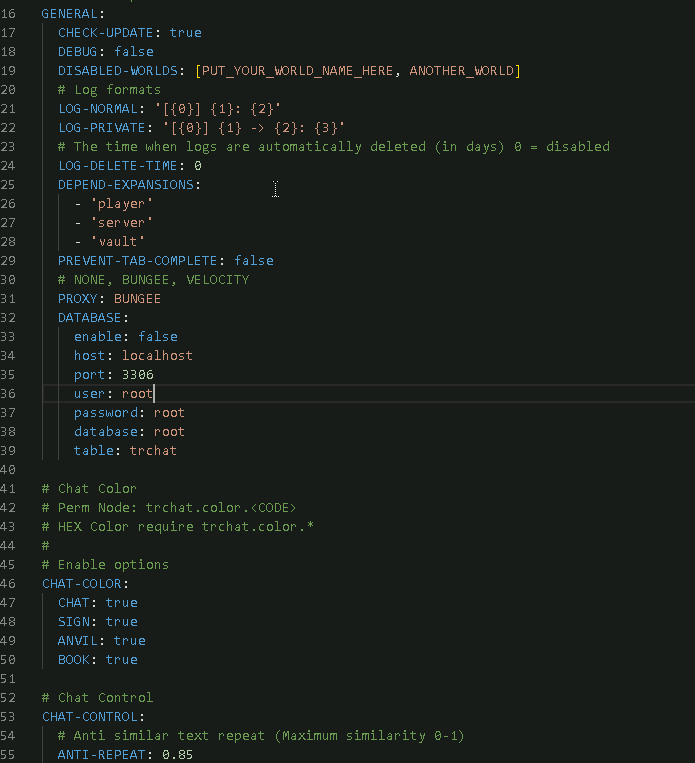 16 GENERAL:
17 CHECK-UPDATE: true
18 DEBUG: false
19 DISABLED-WORLDS: [PUT_YOUR_WORLD_NAME_HERE, ANOTHER_WORLD]
20 # Log formats
21 LOG-NORMAL: '[{0}] {1}: {2}'
22 LOG-PRIVATE: '[{0}] {1} -> {2}: {3}'
23 # The time when logs are automatically deleted (in days) 0 = disabled
24 LOG-DELETE-TIME: 0
25 DEPEND-EXPANSIONS:
26 - 'player'
27 - 'server'
28 - 'vault'
29 PREVENT-TAB-COMPLETE: false
30 # NONE, BUNGEE, VELOCITY
31 PROXY: BUNGEE
32 DATABASE:
33 enable: false
34 host: localhost
35 port: 3306
36 user: root
37 password: root
38 database: root
39 table: trchat
40
41 # Chat Color
42 # Perm Node: trchat.color.<CODE>
43 # HEX Color require trchat.color.*
44 #
45 # Enable options
46 CHAT-COLOR:
47 CHAT: true
48 SIGN: true
49 ANVIL: true
50 BOOK: true
51
52 # Chat Control
53 CHAT-CONTROL:
54 # Anti similar text repeat (Maximum similarity 0-1)
55 ANTI-REPEAT: 0.85